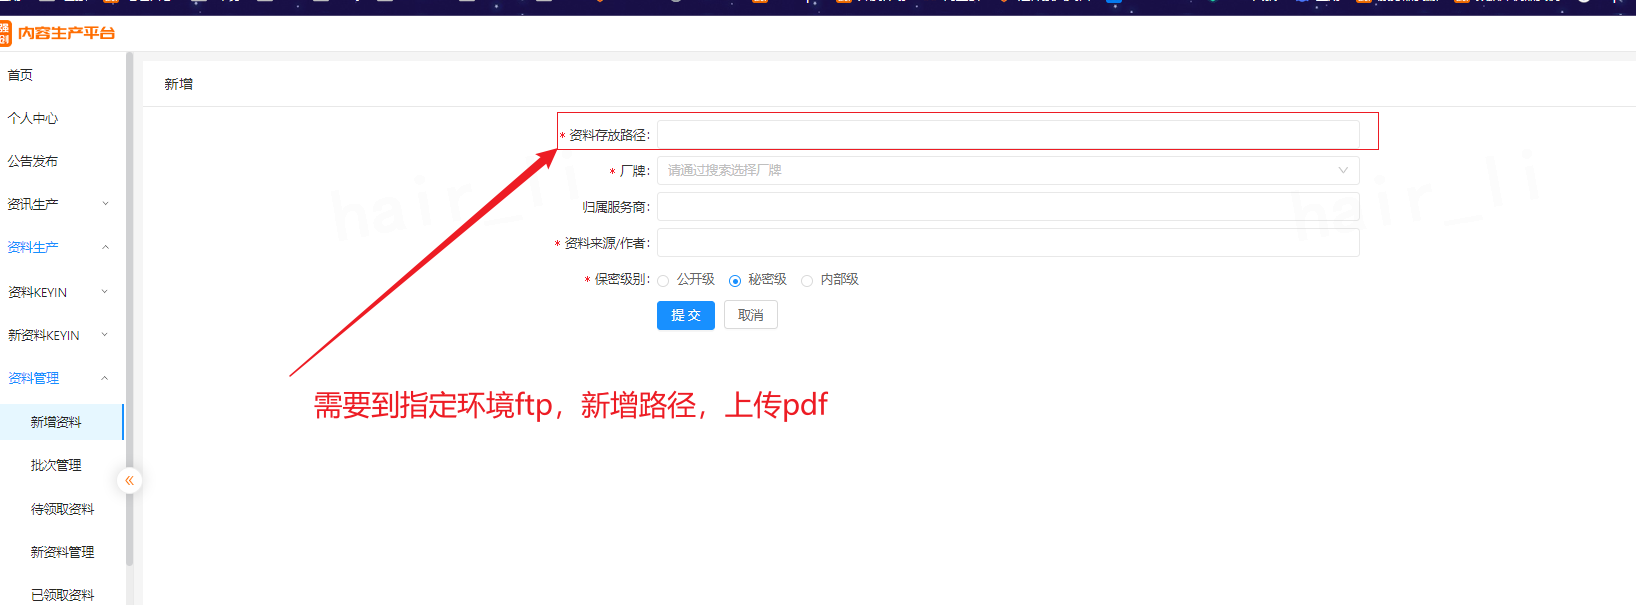 内容生产平台
首页
个人中心
公告发布
资讯生产
资料生产
资料KEYIN
新资料KEYIN
资料管理
新增资料
批次管理
待领取资料
新资料管理
已领取资料
新增
* 资料存放路径:
* 厂牌: 请通过搜索选择厂牌
归属服务商:
* 资料来源/作者:
* 保密级别: 公开级 秘密级 内部级
提 交 取消
需要到指定环境ftp，新增路径，上传pdf
hair_li
hair_li